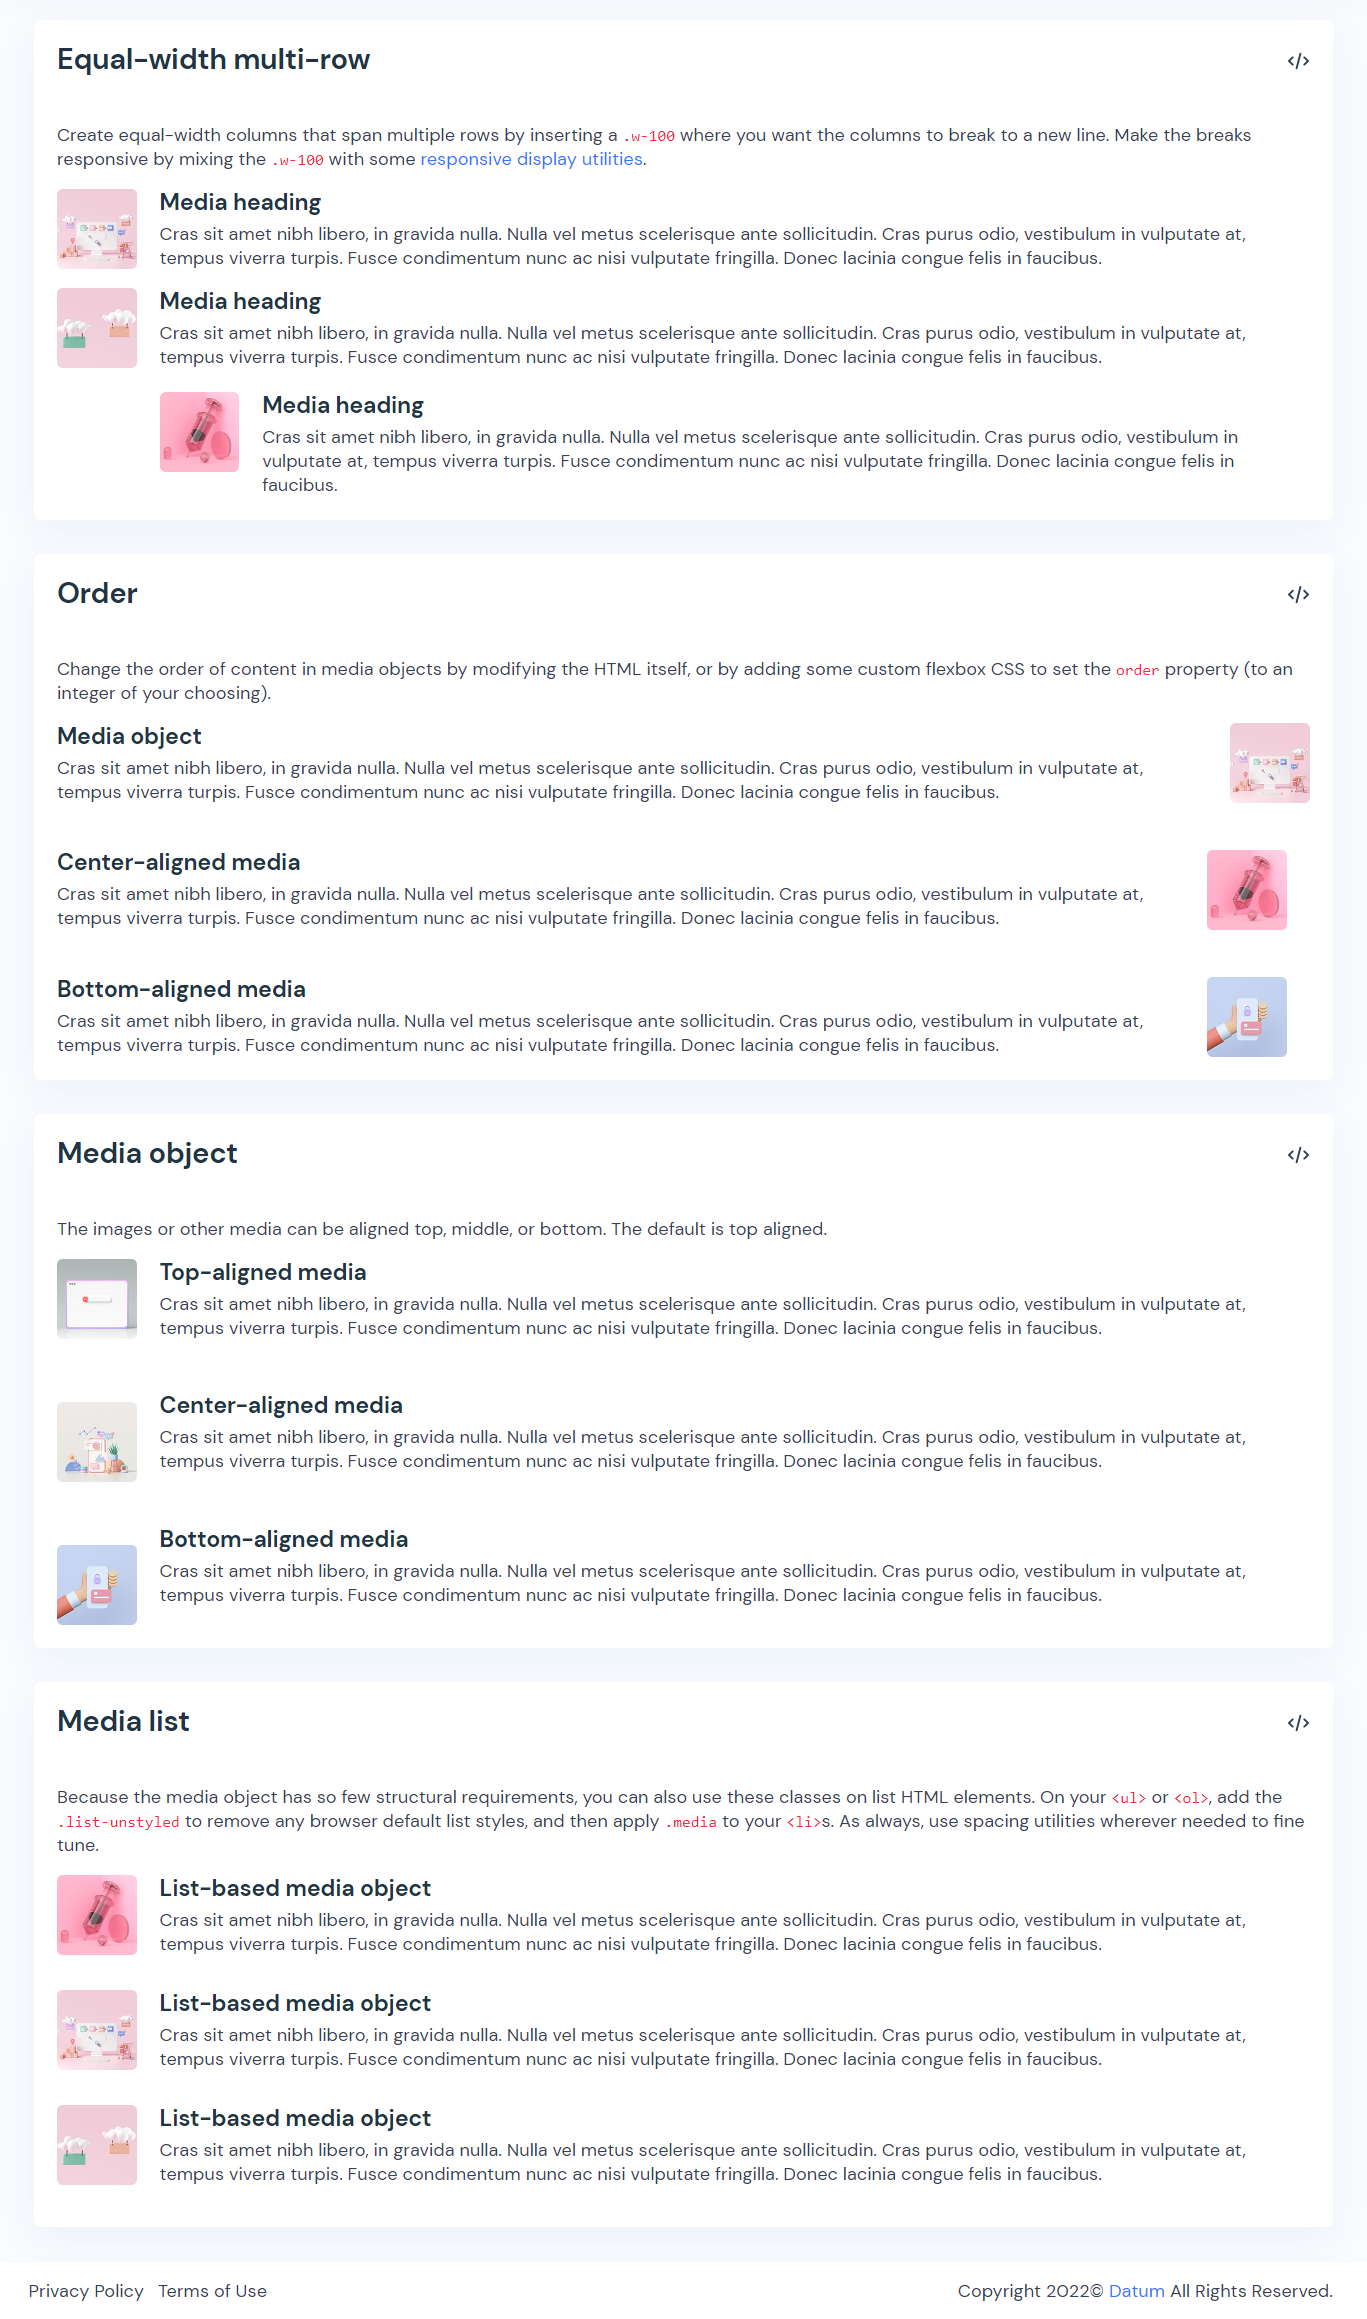 Equal-width multi-row
Create equal-width columns that span multiple rows by inserting a .w-100 where you want the columns to break to a new line. Make the breaks
responsive by mixing the .w-100 with some responsive display utilities.
Media heading
Cras sit amet nibh libero, in gravida nulla. Nulla vel metus scelerisque ante sollicitudin. Cras purus odio, vestibulum in vulputate at,
tempus viverra turpis. Fusce condimentum nunc ac nisi vulputate fringilla. Donec lacinia congue felis in faucibus.
Media heading
Cras sit amet nibh libero, in gravida nulla. Nulla vel metus scelerisque ante sollicitudin. Cras purus odio, vestibulum in vulputate at,
tempus viverra turpis. Fusce condimentum nunc ac nisi vulputate fringilla. Donec lacinia congue felis in faucibus.
Media heading
Cras sit amet nibh libero, in gravida nulla. Nulla vel metus scelerisque ante sollicitudin. Cras purus odio, vestibulum in
vulputate at, tempus viverra turpis. Fusce condimentum nunc ac nisi vulputate fringilla. Donec lacinia congue felis in
faucibus.
Order
Change the order of content in media objects by modifying the HTML itself, or by adding some custom flexbox CSS to set the order property (to an
integer of your choosing).
Media object
Cras sit amet nibh libero, in gravida nulla. Nulla vel metus scelerisque ante sollicitudin. Cras purus odio, vestibulum in vulputate at,
tempus viverra turpis. Fusce condimentum nunc ac nisi vulputate fringilla. Donec lacinia congue felis in faucibus.
Center-aligned media
Cras sit amet nibh libero, in gravida nulla. Nulla vel metus scelerisque ante sollicitudin. Cras purus odio, vestibulum in vulputate at,
tempus viverra turpis. Fusce condimentum nunc ac nisi vulputate fringilla. Donec lacinia congue felis in faucibus.
Bottom-aligned media
Cras sit amet nibh libero, in gravida nulla. Nulla vel metus scelerisque ante sollicitudin. Cras purus odio, vestibulum in vulputate at,
tempus viverra turpis. Fusce condimentum nunc ac nisi vulputate fringilla. Donec lacinia congue felis in faucibus.
Media object
The images or other media can be aligned top, middle, or bottom. The default is top aligned.
Top-aligned media
Cras sit amet nibh libero, in gravida nulla. Nulla vel metus scelerisque ante sollicitudin. Cras purus odio, vestibulum in vulputate at,
tempus viverra turpis. Fusce condimentum nunc ac nisi vulputate fringilla. Donec lacinia congue felis in faucibus.
Center-aligned media
Cras sit amet nibh libero, in gravida nulla. Nulla vel metus scelerisque ante sollicitudin. Cras purus odio, vestibulum in vulputate at,
tempus viverra turpis. Fusce condimentum nunc ac nisi vulputate fringilla. Donec lacinia congue felis in faucibus.
Bottom-aligned media
Cras sit amet nibh libero, in gravida nulla. Nulla vel metus scelerisque ante sollicitudin. Cras purus odio, vestibulum in vulputate at,
tempus viverra turpis. Fusce condimentum nunc ac nisi vulputate fringilla. Donec lacinia congue felis in faucibus.
Media list
Because the media object has so few structural requirements, you can also use these classes on list HTML elements. On your <ul> or <ol>, add the
.list-unstyled to remove any browser default list styles, and then apply .media to your <li>s. As always, use spacing utilities wherever needed to fine
tune.
List-based media object
Cras sit amet nibh libero, in gravida nulla. Nulla vel metus scelerisque ante sollicitudin. Cras purus odio, vestibulum in vulputate at,
tempus viverra turpis. Fusce condimentum nunc ac nisi vulputate fringilla. Donec lacinia congue felis in faucibus.
List-based media object
Cras sit amet nibh libero, in gravida nulla. Nulla vel metus scelerisque ante sollicitudin. Cras purus odio, vestibulum in vulputate at,
tempus viverra turpis. Fusce condimentum nunc ac nisi vulputate fringilla. Donec lacinia congue felis in faucibus.
List-based media object
Cras sit amet nibh libero, in gravida nulla. Nulla vel metus scelerisque ante sollicitudin. Cras purus odio, vestibulum in vulputate at,
tempus viverra turpis. Fusce condimentum nunc ac nisi vulputate fringilla. Donec lacinia congue felis in faucibus.
Privacy Policy Terms of Use
Copyright 2022© Datum All Rights Reserved.